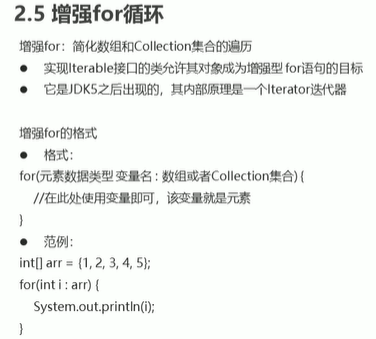 2.5 增强for循环
增强for：简化数组和Collection集合的遍历
● 实现Iterable接口的类允许其对象成为增强型 for语句的目标
● 它是JDK5之后出现的，其内部原理是一个Iterator迭代器
增强for的格式
● 格式：
for(元素数据类型 变量名 : 数组或者Collection集合) {
//在此处使用变量即可，该变量就是元素
}
● 范例：
int[] arr = {1, 2, 3, 4, 5};
for(int i : arr) {
System.out.println(i);
}